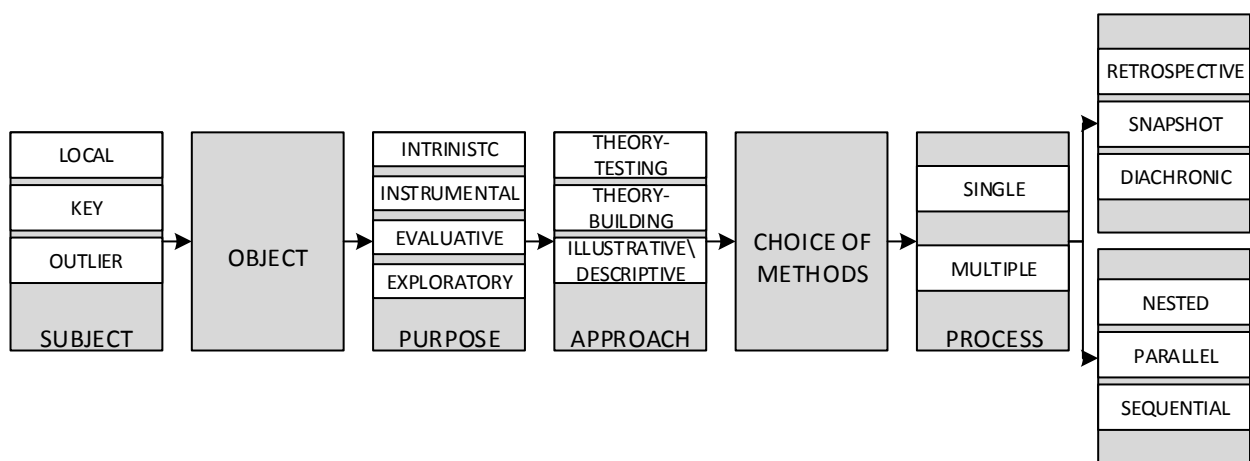 LOCAL
KEY
OUTLIER
SUBJECT
OBJECT
INTRINISTC
INSTRUMENTAL
EVALUATIVE
EXPLORATORY
PURPOSE
THEORY-
TESTING
THEORY-
BUILDING
ILLUSTRATIVE\
DESCRIPTIVE
APPROACH
CHOICE OF
METHODS
SINGLE
MULTIPLE
PROCESS
RETROSPECTIVE
SNAPSHOT
DIACHRONIC
NESTED
PARALLEL
SEQUENTIAL